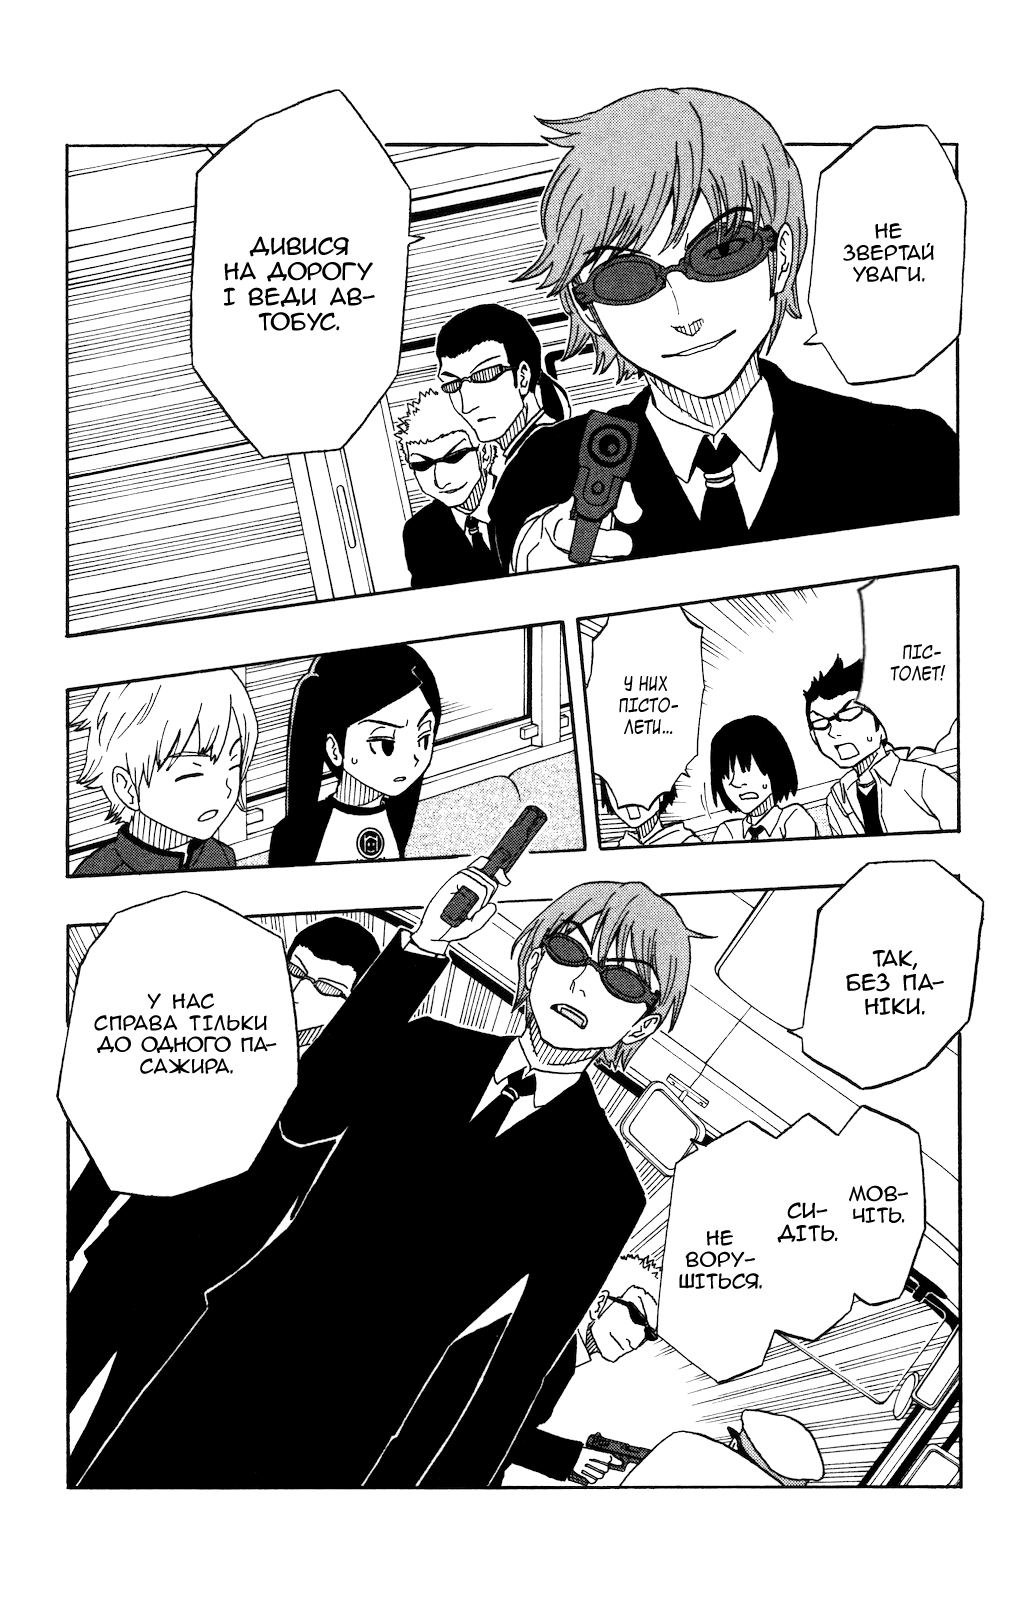 НЕ
ЗВЕРТАЙ
УВАГИ.
ДИВИСЯ
НА ДОРОГУ
І ВЕДИ АВ-
ТОБУС.
ПІС-
ТОЛЕТ!
У НИХ
ПІСТО-
ЛЕТИ...
ТАК,
БЕЗ ПА-
НІКИ.
У НАС
СПРАВА ТІЛЬКИ
ДО ОДНОГО ПА-
САЖИРА.
МОВ-
ЧІТЬ.
СИ-
ДІТЬ.
НЕ
ВОРУ-
ШІТЬСЯ.